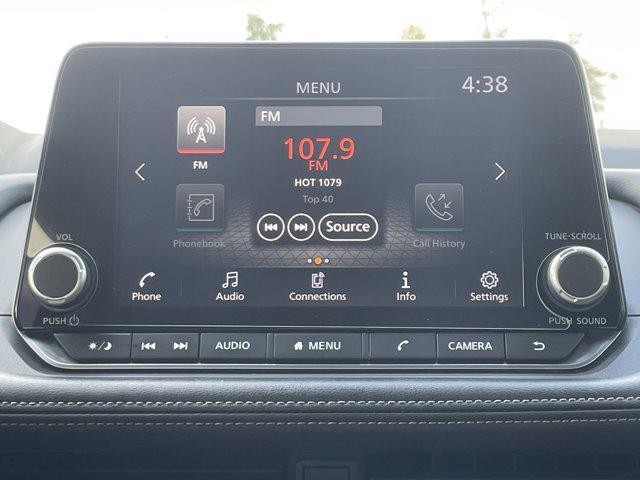 MENU
4:38
FM
107.9
FM
FM
HOT 1079
Top 40
Source
Phonebook
Call History
VOL
TUNE·SCROLL
Phone
Audio
Connections
Info
Settings
PUSH
PUSH SOUND
AUDIO
MENU
CAMERA